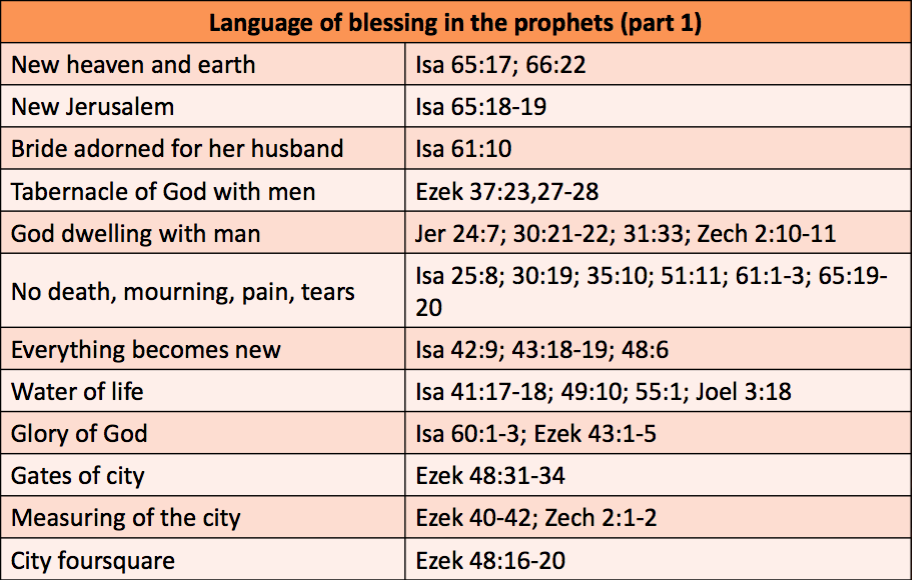 Language of blessing in the prophets (part 1)
New heaven and earth Isa 65:17; 66:22
New Jerusalem Isa 65:18-19
Bride adorned for her husband Isa 61:10
Tabernacle of God with men Ezek 37:23,27-28
God dwelling with man Jer 24:7; 30:21-22; 31:33; Zech 2:10-11
No death, mourning, pain, tears Isa 25:8; 30:19; 35:10; 51:11; 61:1-3; 65:19-
20
Everything becomes new Isa 42:9; 43:18-19; 48:6
Water of life Isa 41:17-18; 49:10; 55:1; Joel 3:18
Glory of God Isa 60:1-3; Ezek 43:1-5
Gates of city Ezek 48:31-34
Measuring of the city Ezek 40-42; Zech 2:1-2
City foursquare Ezek 48:16-20